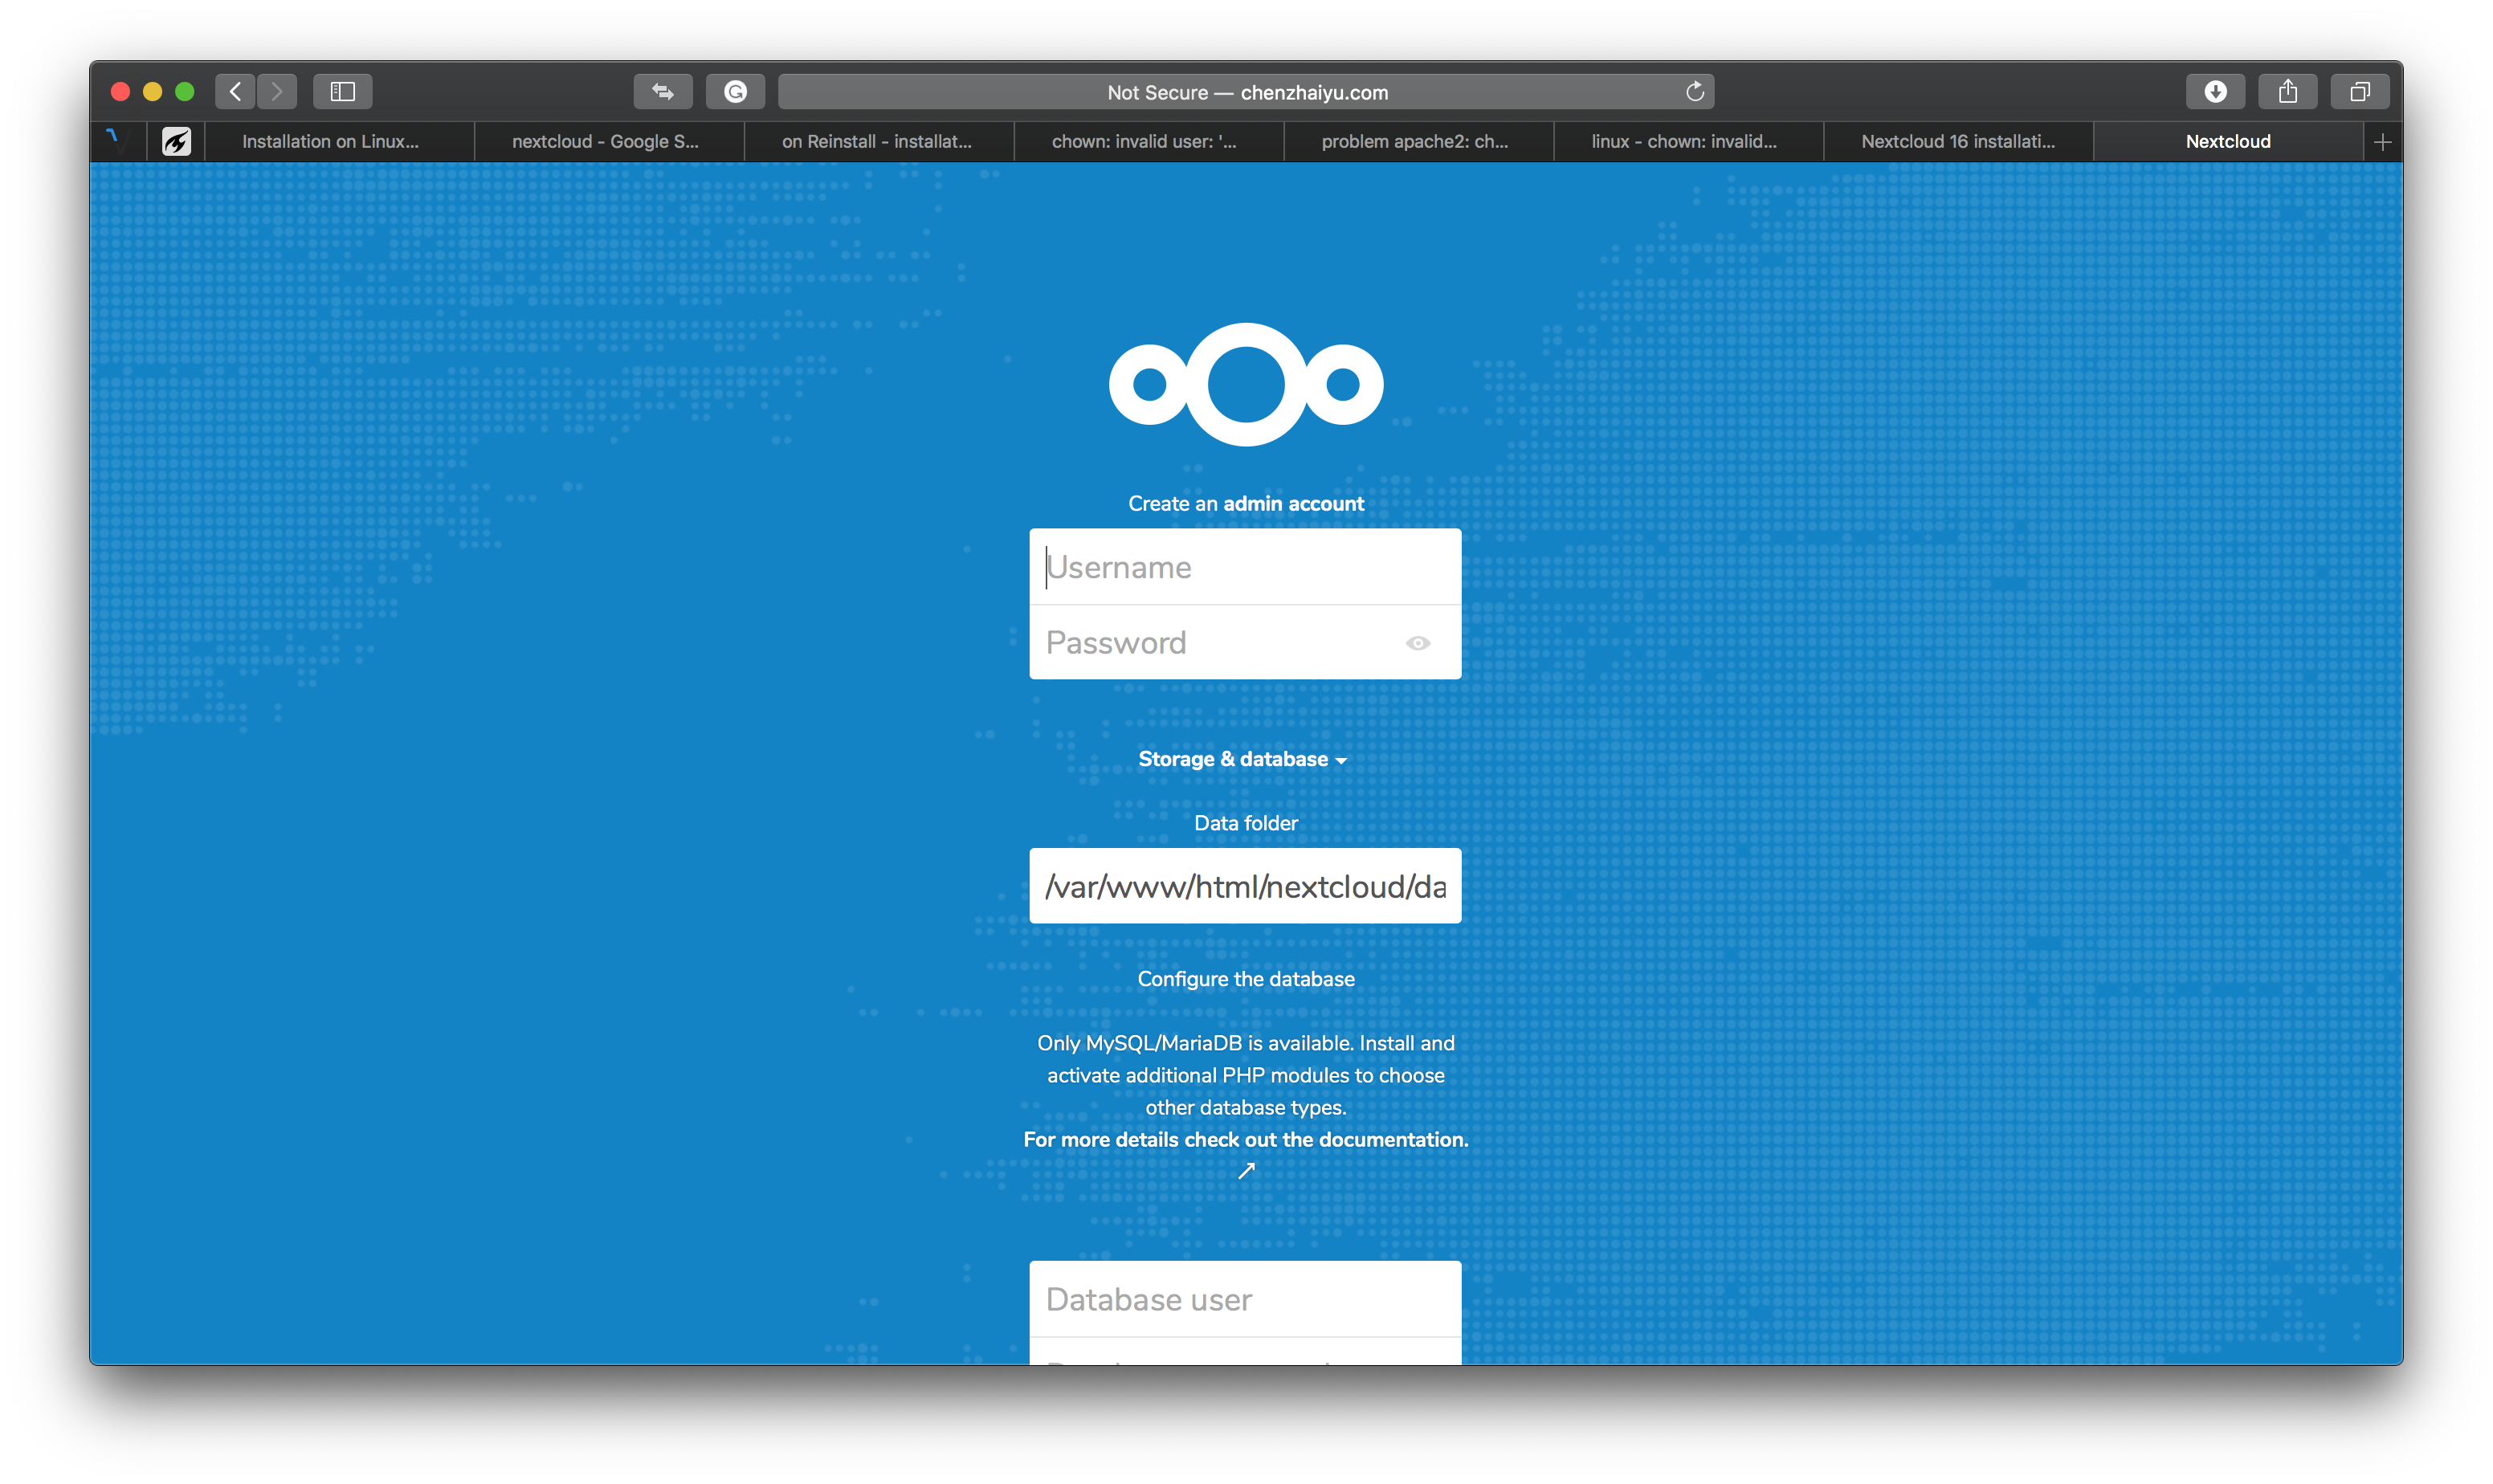 Not Secure — chenzhaiyu.com
Installation on Linux...
nextcloud - Google S...
on Reinstall - installat...
chown: invalid user: '...
problem apache2: ch...
linux - chown: invalid...
Nextcloud 16 installati...
Nextcloud
Create an admin account
Username
Password
Storage & database
Data folder
/var/www/html/nextcloud/da
Configure the database
Only MySQL/MariaDB is available. Install and
activate additional PHP modules to choose
other database types.
For more details check out the documentation.
↗
Database user